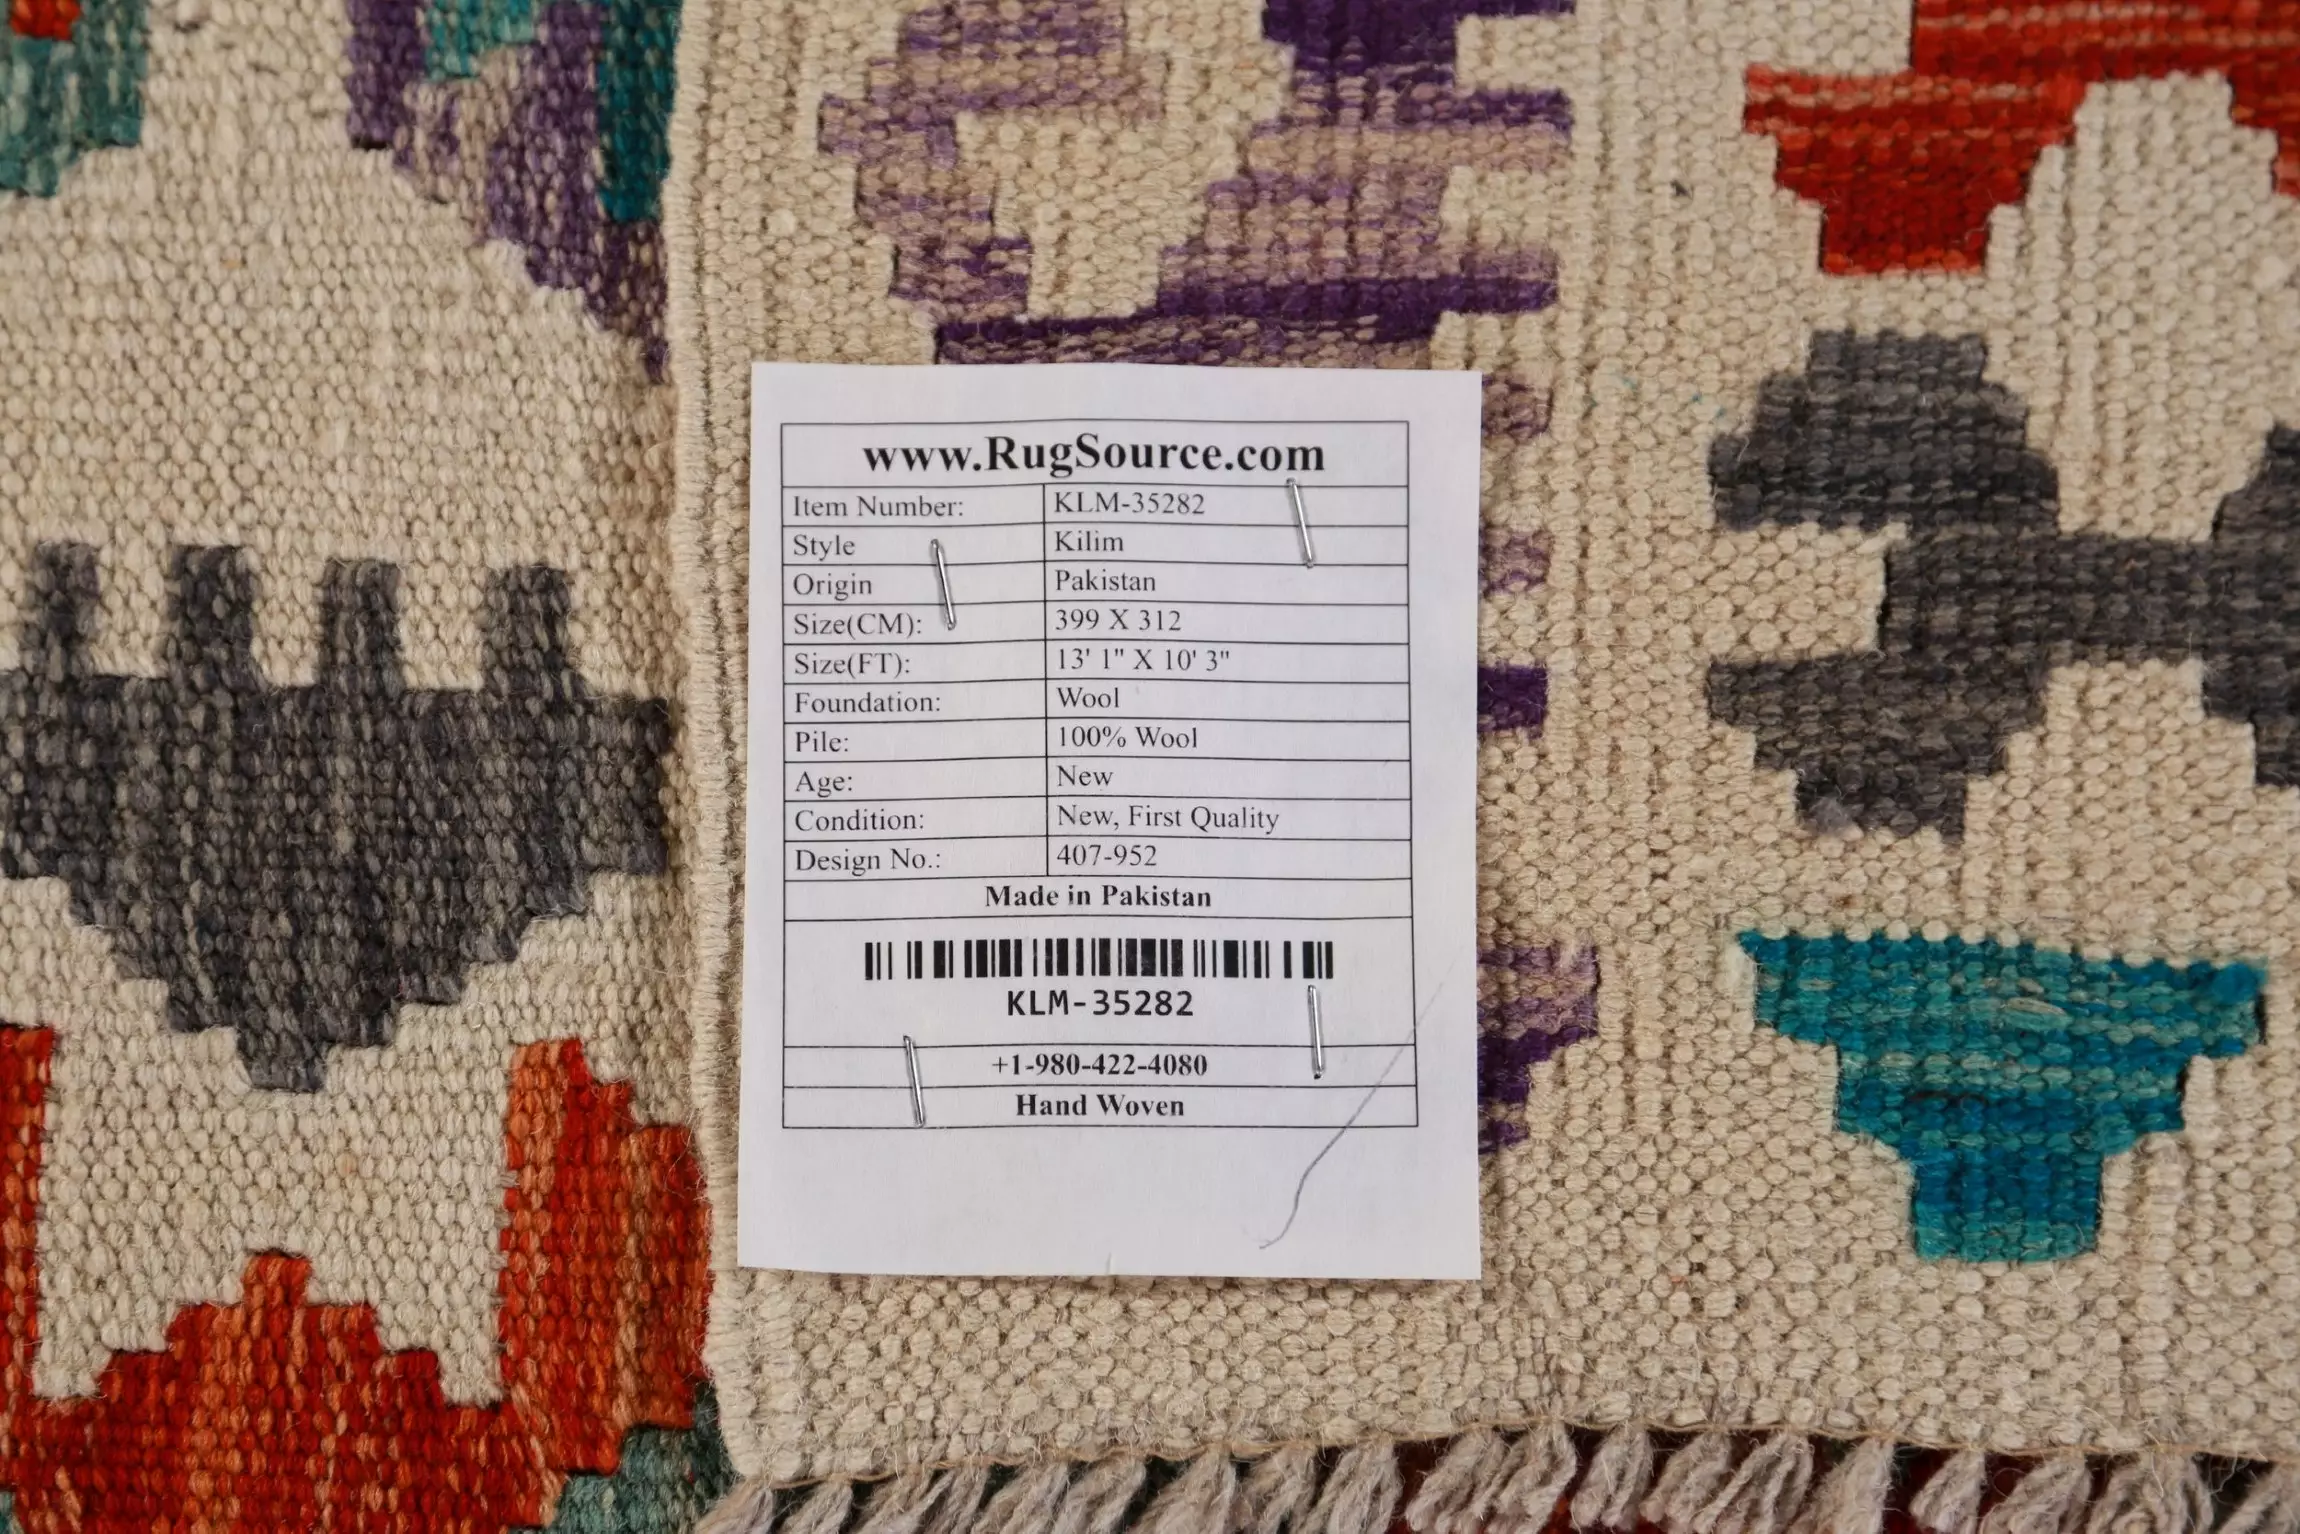 www.RugSource.com
Item Number: KLM-35282
Style Kilim
Origin Pakistan
Size(CM): 399 X 312
Size(FT): 13' 1" X 10' 3"
Foundation: Wool
Pile: 100% Wool
Age: New
Condition: New, First Quality
Design No.: 407-952
Made in Pakistan
KLM-35282
+1-980-422-4080
Hand Woven